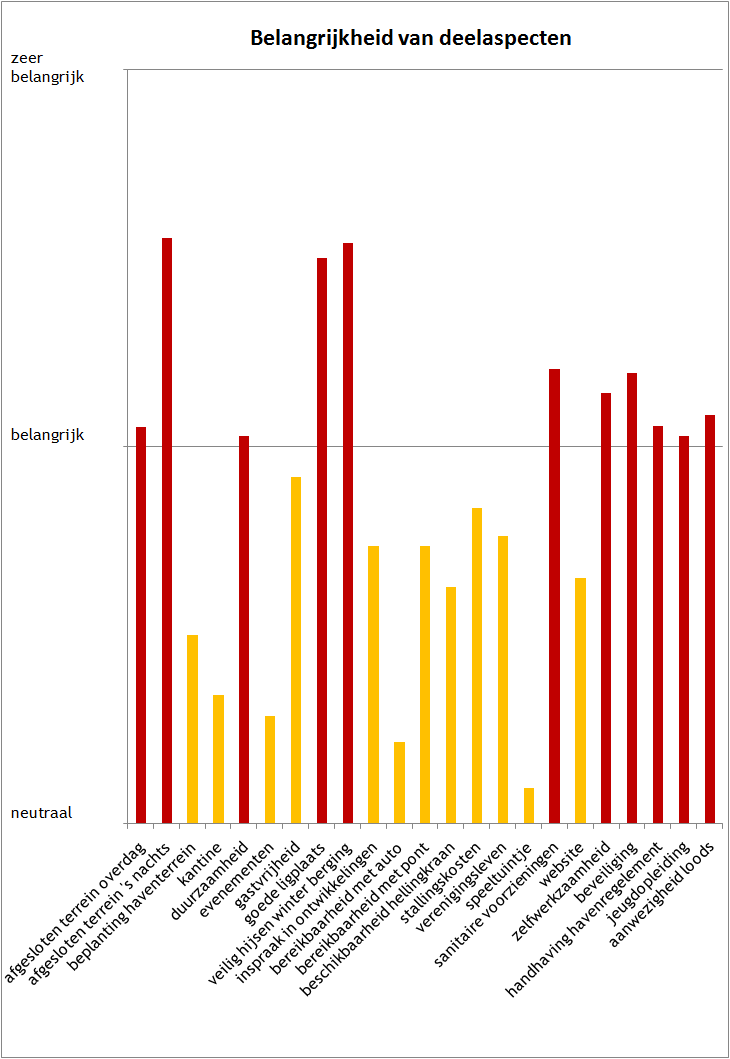 Belangrijkheid van deelaspecten
zeer
belangrijk
belangrijk
neutraal
afgesloten terrein overdag
afgesloten terrein 's nachts
beplanting haventerrein
kantine
duurzaamheid
evenementen
gastvrijheid
goede ligplaats
veilig hijsen winter berging
inspraak in ontwikkelingen
bereikbaarheid met auto
bereikbaarheid met pont
beschikbaarheid hellingkraan
stallingskosten
verenigingsleven
speeltuintje
sanitaire voorzieningen
website
zelfwerkzaamheid
beveiliging
handhaving havenregelement
jeugdopleiding
aanwezigheid loods